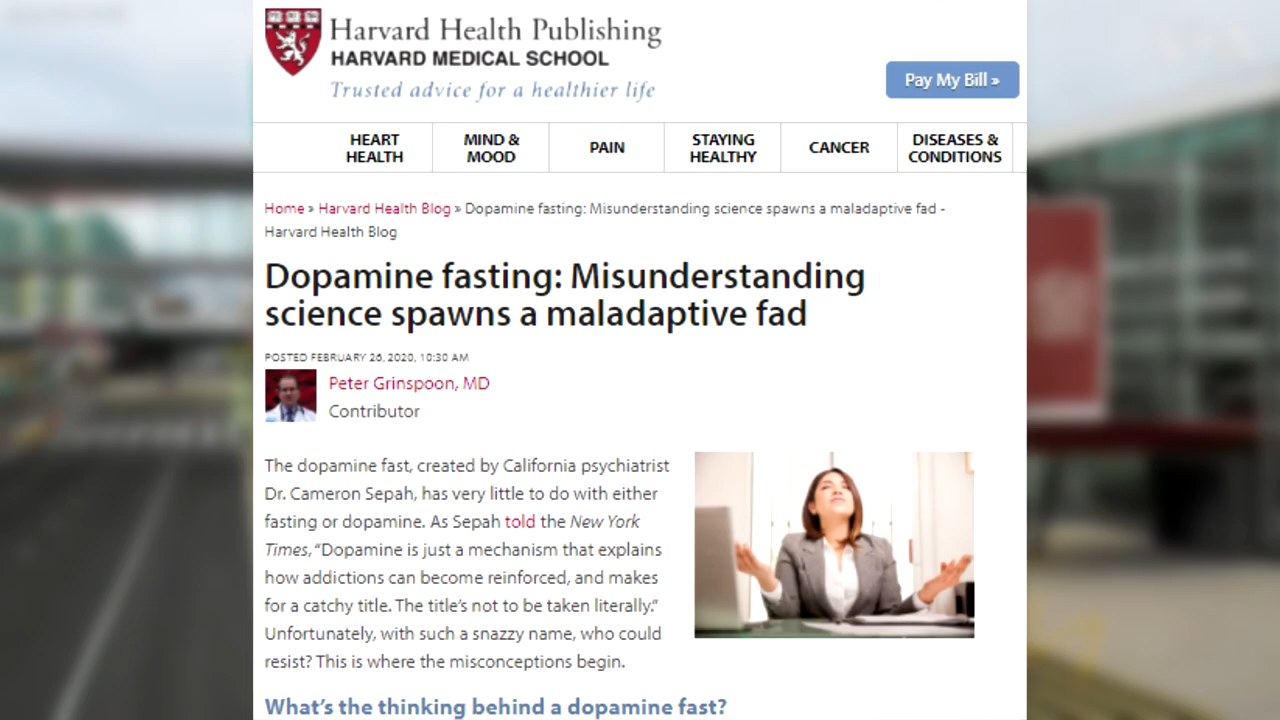 Harvard Health Publishing
HARVARD MEDICAL SCHOOL
Trusted advice for a healthier life
Pay My Bill »
HEART HEALTH
MIND & MOOD
PAIN
STAYING HEALTHY
CANCER
DISEASES & CONDITIONS
Home » Harvard Health Blog » Dopamine fasting: Misunderstanding science spawns a maladaptive fad -
Harvard Health Blog
Dopamine fasting: Misunderstanding
science spawns a maladaptive fad
POSTED FEBRUARY 26, 2020, 10:30 AM
Peter Grinspoon, MD
Contributor
The dopamine fast, created by California psychiatrist
Dr. Cameron Sepah, has very little to do with either
fasting or dopamine. As Sepah told the New York
Times, “Dopamine is just a mechanism that explains
how addictions can become reinforced, and makes
for a catchy title. The title’s not to be taken literally.”
Unfortunately, with such a snazzy name, who could
resist? This is where the misconceptions begin.
What’s the thinking behind a dopamine fast?